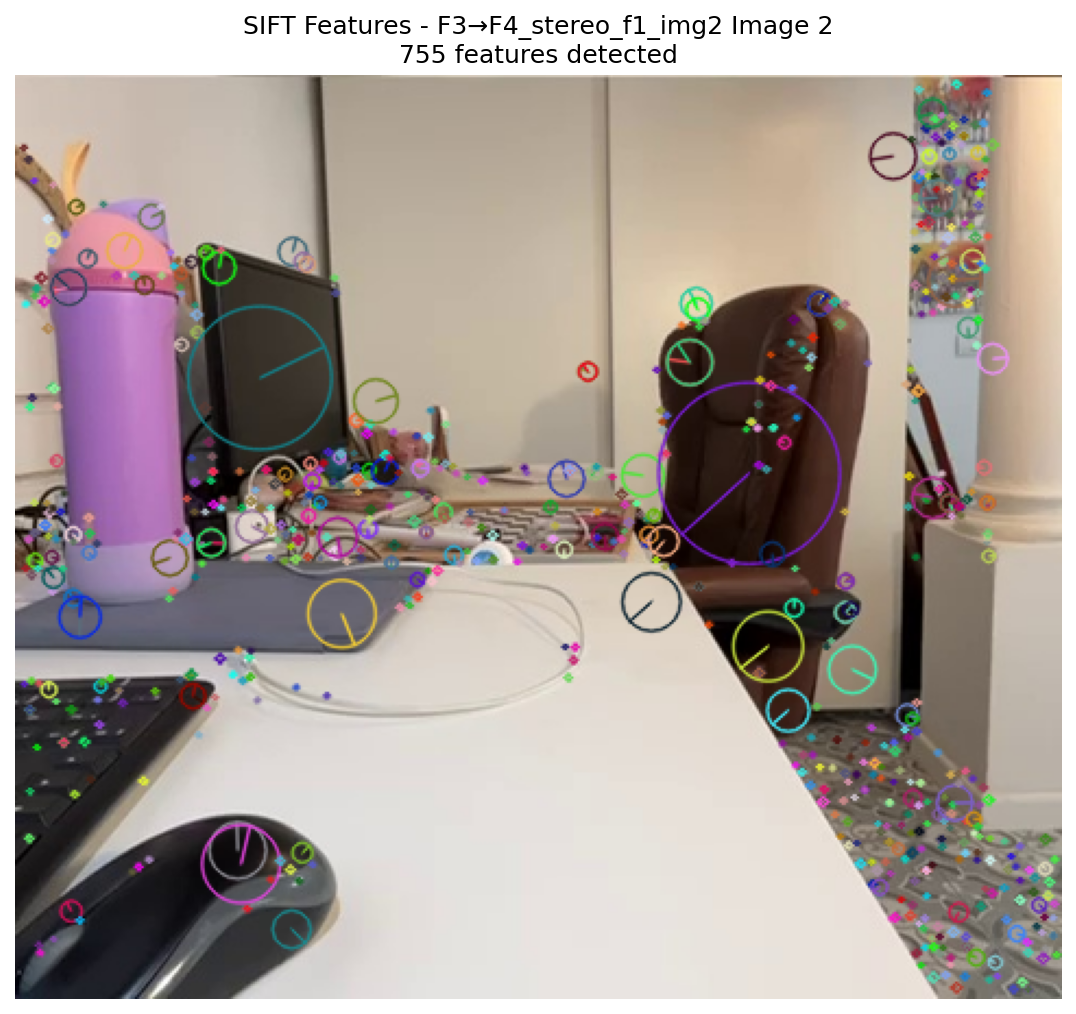 SIFT Features - F3→F4_stereo_f1_img2 Image 2
755 features detected